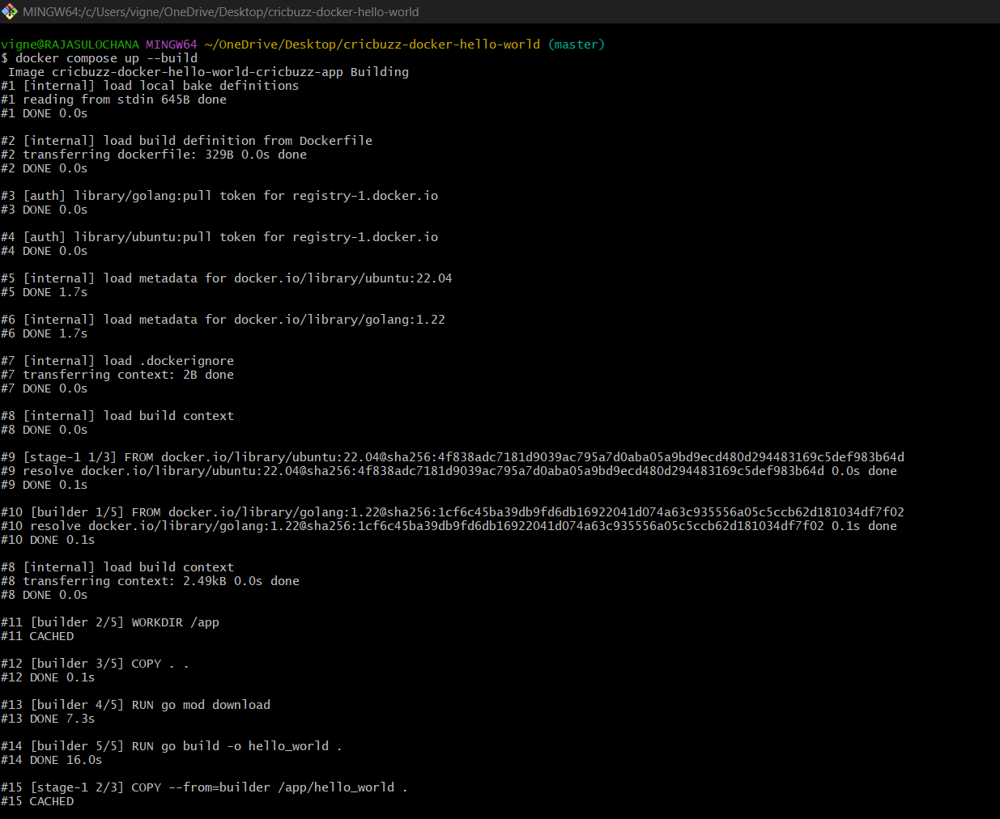 MINGW64:/c/Users/vigne/OneDrive/Desktop/cricbuzz-docker-hello-world
vigne@RAJASULOCHANA MINGW64 ~/OneDrive/Desktop/cricbuzz-docker-hello-world (master)
$ docker compose up --build
Image cricbuzz-docker-hello-world-cricbuzz-app Building
#1 [internal] load local bake definitions
#1 reading from stdin 645B done
#1 DONE 0.0s
#2 [internal] load build definition from Dockerfile
#2 transferring dockerfile: 329B 0.0s done
#2 DONE 0.0s
#3 [auth] library/golang:pull token for registry-1.docker.io
#3 DONE 0.0s
#4 [auth] library/ubuntu:pull token for registry-1.docker.io
#4 DONE 0.0s
#5 [internal] load metadata for docker.io/library/ubuntu:22.04
#5 DONE 1.7s
#6 [internal] load metadata for docker.io/library/golang:1.22
#6 DONE 1.7s
#7 [internal] load .dockerignore
#7 transferring context: 2B done
#7 DONE 0.0s
#8 [internal] load build context
#8 DONE 0.0s
#9 [stage-1 1/3] FROM docker.io/library/ubuntu:22.04@sha256:4f838adc7181d9039ac795a7d0aba05a9bd9ecd480d294483169c5def983b64d
#9 resolve docker.io/library/ubuntu:22.04@sha256:4f838adc7181d9039ac795a7d0aba05a9bd9ecd480d294483169c5def983b64d 0.0s done
#9 DONE 0.1s
#10 [builder 1/5] FROM docker.io/library/golang:1.22@sha256:1cf6c45ba39db9fd6db16922041d074a63c935556a05c5ccb62d181034df7f02
#10 resolve docker.io/library/golang:1.22@sha256:1cf6c45ba39db9fd6db16922041d074a63c935556a05c5ccb62d181034df7f02 0.1s done
#10 DONE 0.1s
#8 [internal] load build context
#8 transferring context: 2.49kB 0.0s done
#8 DONE 0.0s
#11 [builder 2/5] WORKDIR /app
#11 CACHED
#12 [builder 3/5] COPY . .
#12 DONE 0.1s
#13 [builder 4/5] RUN go mod download
#13 DONE 7.3s
#14 [builder 5/5] RUN go build -o hello_world .
#14 DONE 16.0s
#15 [stage-1 2/3] COPY --from=builder /app/hello_world .
#15 CACHED